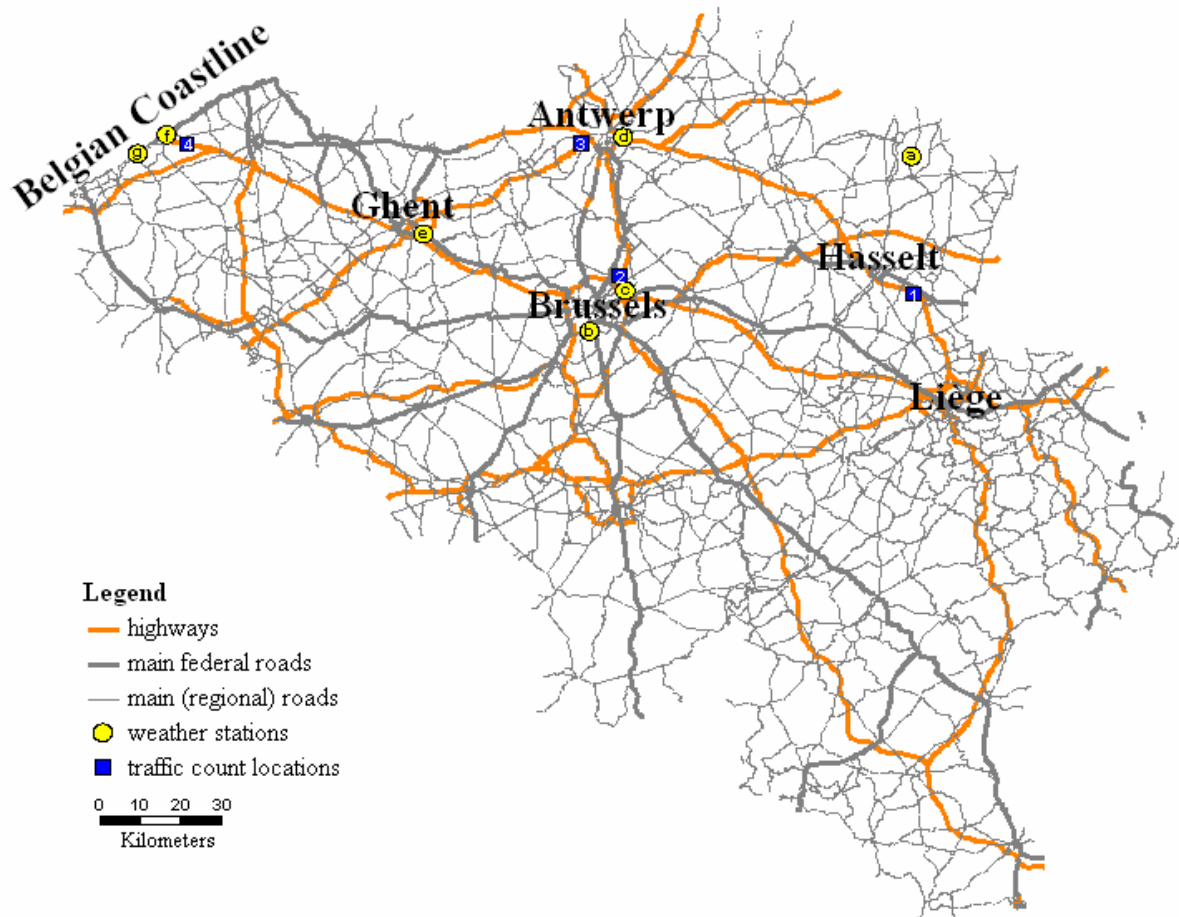 Belgian Coastline
Antwerp
f
4
g
3
d
a
Ghent
e
Hasselt
2
c
1
Brussels
b
Liège
Legend
highways
main federal roads
main (regional) roads
weather stations
traffic count locations
0 10 20 30
Kilometers